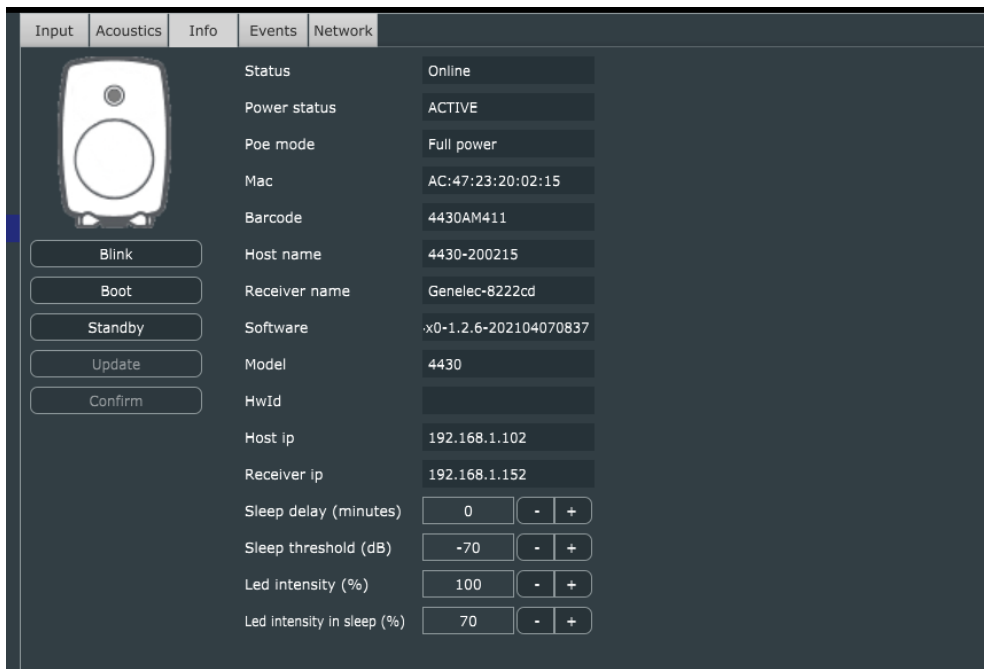 Input Acoustics Info Events Network
Status Online
Power status ACTIVE
Poe mode Full power
Mac AC:47:23:20:02:15
Barcode 4430AM411
Blink
Host name 4430-200215
Boot
Receiver name Genelec-8222cd
Standby
Software x0-1.2.6-202104070837
Update
Model 4430
Confirm
HwId
Host ip 192.168.1.102
Receiver ip 192.168.1.152
Sleep delay (minutes) 0 - +
Sleep threshold (dB) -70 - +
Led intensity (%) 100 - +
Led intensity in sleep (%) 70 - +